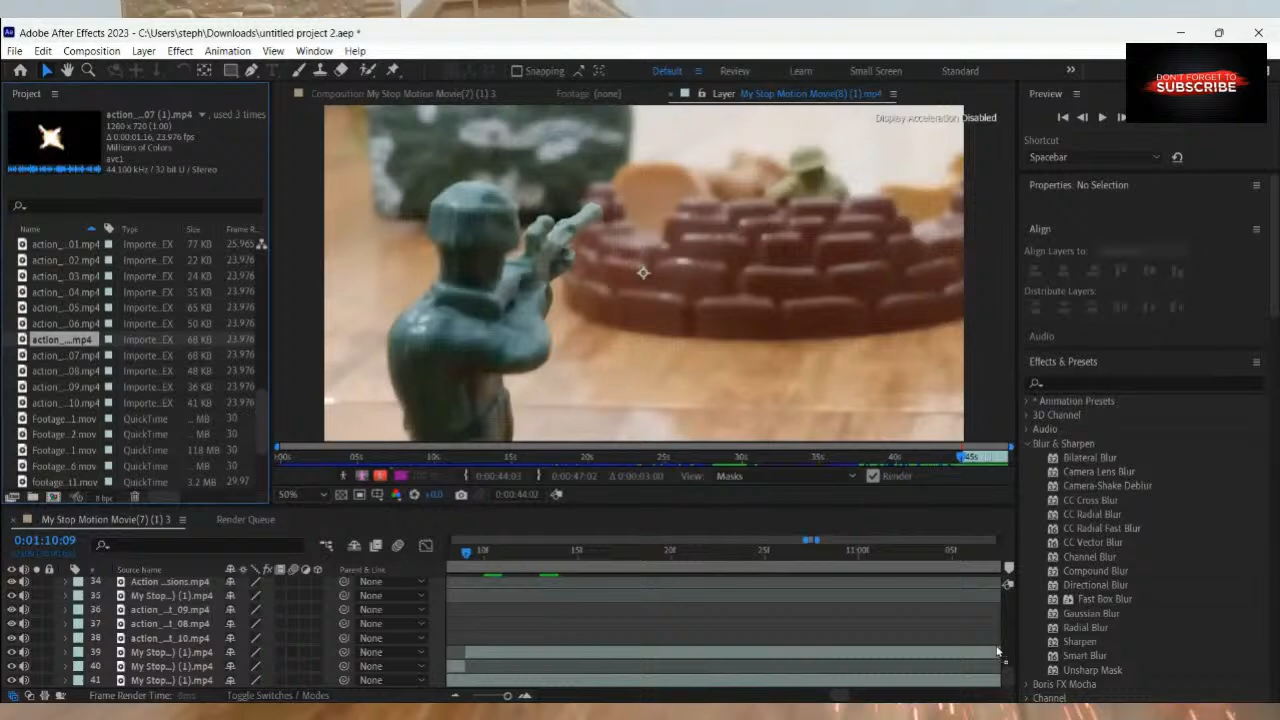 Adobe After Effects 2023 - C:\Users\steph\Downloads\untitled project 2.aep *
File Edit Composition Layer Effect Animation View Window Help
Snapping Default Review Learn Small Screen Standard
DON'T FORGET TO
SUBSCRIBE
Project
Composition My Stop Motion Movie(7) (1) 3 Footage (none) Layer My Stop Motion Movie(8) (1).mp4
Preview
action_...07 (1).mp4 , used 3 times
1280 x 720 (1.00)
Δ 0:00:01:16, 23.976 fps
Millions of Colors
avc1
44.100 kHz / 32 bit U / Stereo
Display Acceleration Disabled
Shortcut
Spacebar
Properties: No Selection
Align
Align Layers to:
Distribute Layers:
Audio
Effects & Presets
Name Type Size Frame R...
action_...01.mp4 Importe...EX 77 KB 25.965
action_...02.mp4 Importe...EX 22 KB 23.976
action_...03.mp4 Importe...EX 24 KB 23.976
action_...04.mp4 Importe...EX 55 KB 23.976
action_...05.mp4 Importe...EX 65 KB 23.976
action_...06.mp4 Importe...EX 50 KB 23.976
action_...mp4 Importe...EX 68 KB 23.976
action_...07.mp4 Importe...EX 68 KB 23.976
action_...08.mp4 Importe...EX 48 KB 23.976
action_...09.mp4 Importe...EX 36 KB 23.976
action_...10.mp4 Importe...EX 41 KB 23.976
Footage...1.mov QuickTime ... MB 30
Footage...2.mov QuickTime ... MB 30
Footage...1.mov QuickTime 118 MB 30
Footage...6.mov QuickTime ... MB 30
footage..11.mov QuickTime 3.2 MB 29.97
8 bpc
* Animation Presets
3D Channel
Audio
Blur & Sharpen
Bilateral Blur
Camera Lens Blur
Camera-Shake Deblur
CC Cross Blur
CC Radial Blur
CC Radial Fast Blur
CC Vector Blur
Channel Blur
Compound Blur
Directional Blur
Fast Box Blur
Gaussian Blur
Radial Blur
Sharpen
Smart Blur
Unsharp Mask
Boris FX Mocha
Channel
:00s 05s 10s 15s 20s 25s 30s 35s 40s 45s
0:00:44:03 0:00:47:02 Δ 0:00:03:00 View: Masks Render
50% +0.0 0:00:44:02
My Stop Motion Movie(7) (1) 3 Render Queue
0:01:10:09
10f 15f 20f 25f 11:00f 05f
# Source Name Parent & Link
34 Action ...sions.mp4 None
35 My Stop...) (1).mp4 None
36 action_...t_09.mp4 None
37 action_...t_08.mp4 None
38 action_...t_10.mp4 None
39 My Stop...) (1).mp4 None
40 My Stop...) (1).mp4 None
41 My Stop...) (1).mp4 None
Frame Render Time: 0ms Toggle Switches / Modes